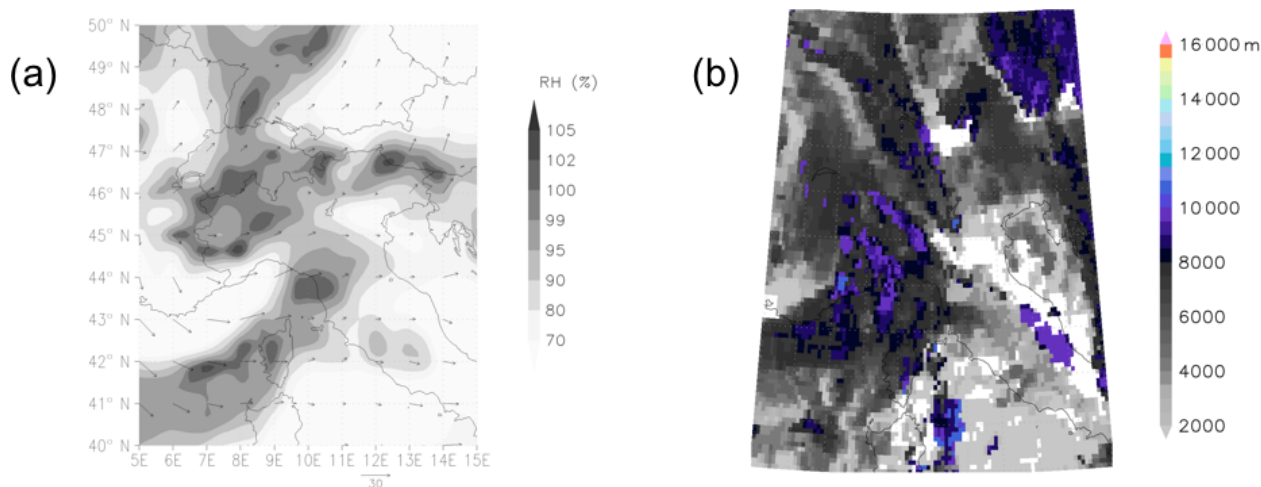 (a)
50° N
49° N
48° N
47° N
46° N
45° N
44° N
43° N
42° N
41° N
40° N
5E 6E 7E 8E 9E 10E 11E 12E 13E 14E 15E
30
RH (%)
105
102
100
99
95
90
80
70
(b)
16 000 m
14 000
12 000
10 000
8000
6000
4000
2000